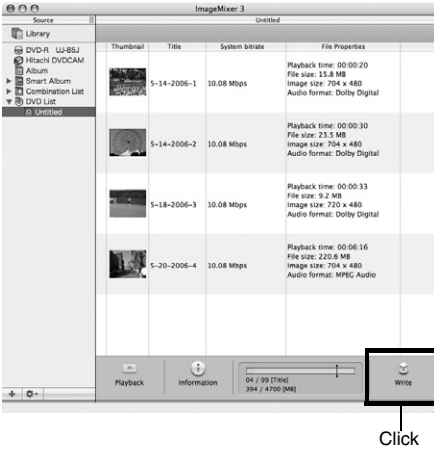 ImageMixer 3
Source
Untitled
Library
Thumbnail Title System bitrate File Properties
DVD-R UJ-85J
Hitachi DVDCAM
Album
Smart Album
Combination List
DVD List
Untitled
5-14-2006-1 10.08 Mbps
Playback time: 00:00:20
File size: 15.8 MB
Image size: 704 x 480
Audio format: Dolby Digital
5-14-2006-2 10.08 Mbps
Playback time: 00:00:30
File size: 23.5 MB
Image size: 704 x 480
Audio format: Dolby Digital
5-18-2006-3 10.08 Mbps
Playback time: 00:00:33
File size: 9.2 MB
Image size: 720 x 480
Audio format: Dolby Digital
5-20-2006-4 10.08 Mbps
Playback time: 00:06:16
File size: 220.6 MB
Image size: 704 x 480
Audio format: MPEG Audio
Playback
Information
04 / 99 [Title]
394 / 4700 [MB]
Write
Click